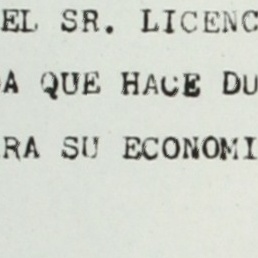 EL SR. LICENC
A QUE HACE DU
RA SU ECONOMI